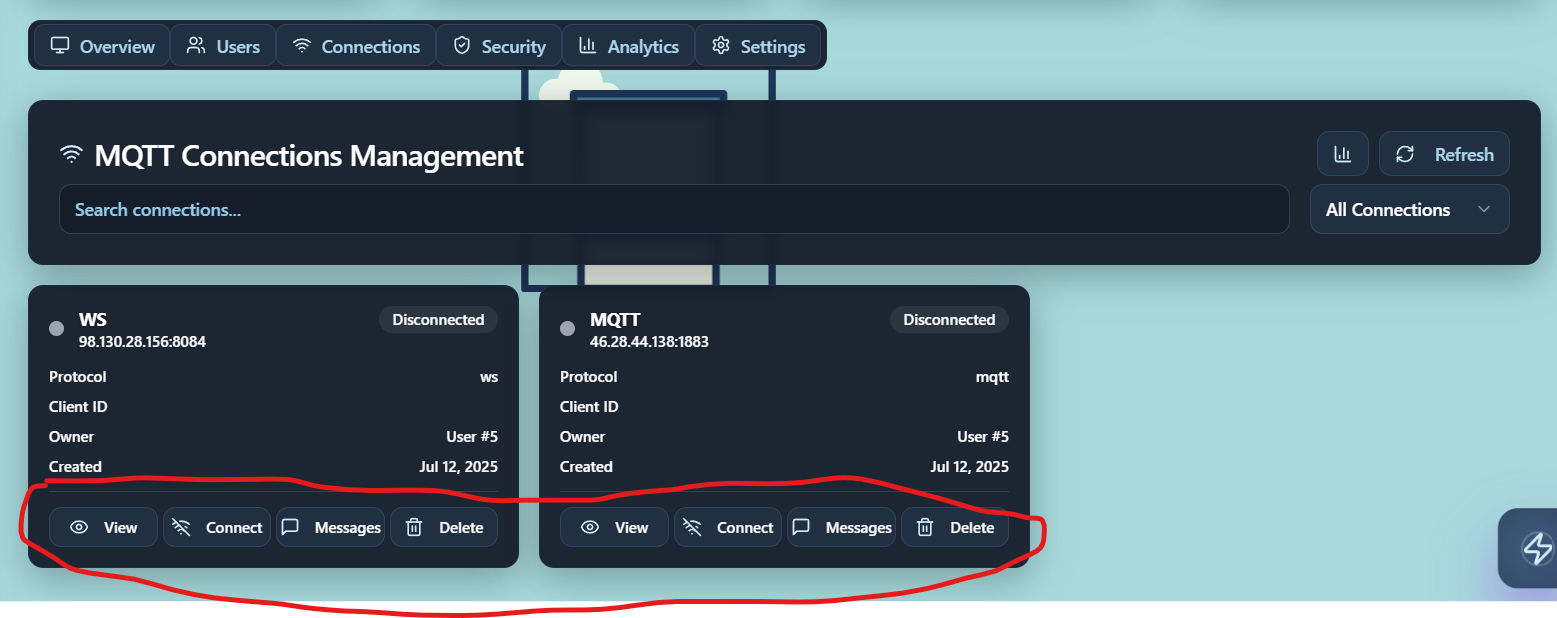 Overview Users Connections Security Analytics Settings
MQTT Connections Management
Refresh
Search connections...
All Connections
WS
Disconnected
98.130.28.156:8084
Protocol ws
Client ID
Owner User #5
Created Jul 12, 2025
View Connect Messages Delete
MQTT
Disconnected
46.28.44.138:1883
Protocol mqtt
Client ID
Owner User #5
Created Jul 12, 2025
View Connect Messages Delete